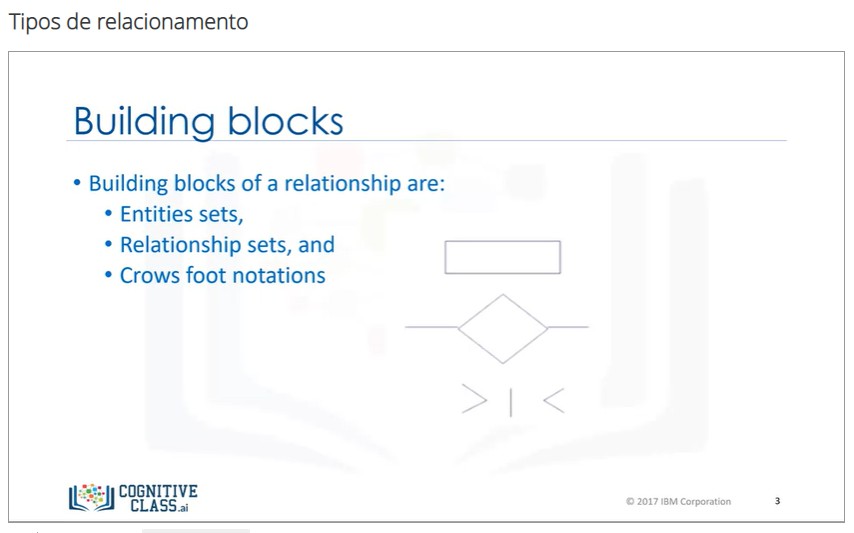 Tipos de relacionamento
Building blocks
• Building blocks of a relationship are:
• Entities sets,
• Relationship sets, and
• Crows foot notations
COGNITIVE
CLASS.ai
© 2017 IBM Corporation
3